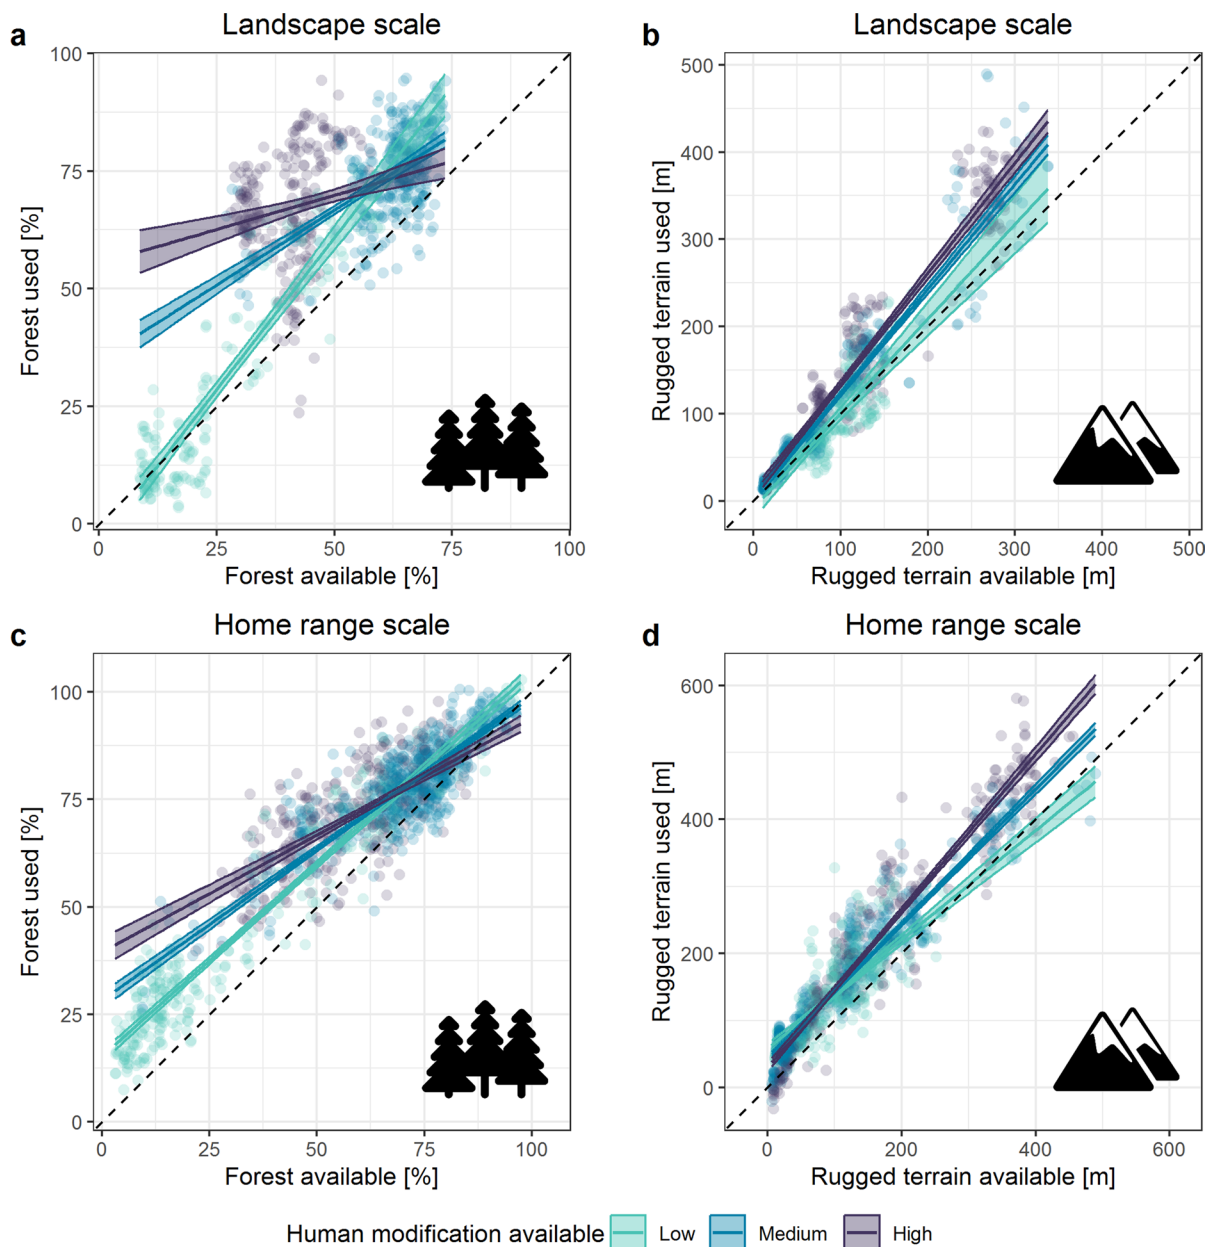 a
Landscape scale
100
75
50
25
0
Forest used [%]
0 25 50 75 100
Forest available [%]
b
Landscape scale
500
400
300
200
100
0
Rugged terrain used [m]
0 100 200 300 400 500
Rugged terrain available [m]
c
Home range scale
100
75
50
25
0
Forest used [%]
0 25 50 75 100
Forest available [%]
d
Home range scale
600
400
200
0
Rugged terrain used [m]
0 200 400 600
Rugged terrain available [m]
Human modification available Low Medium High